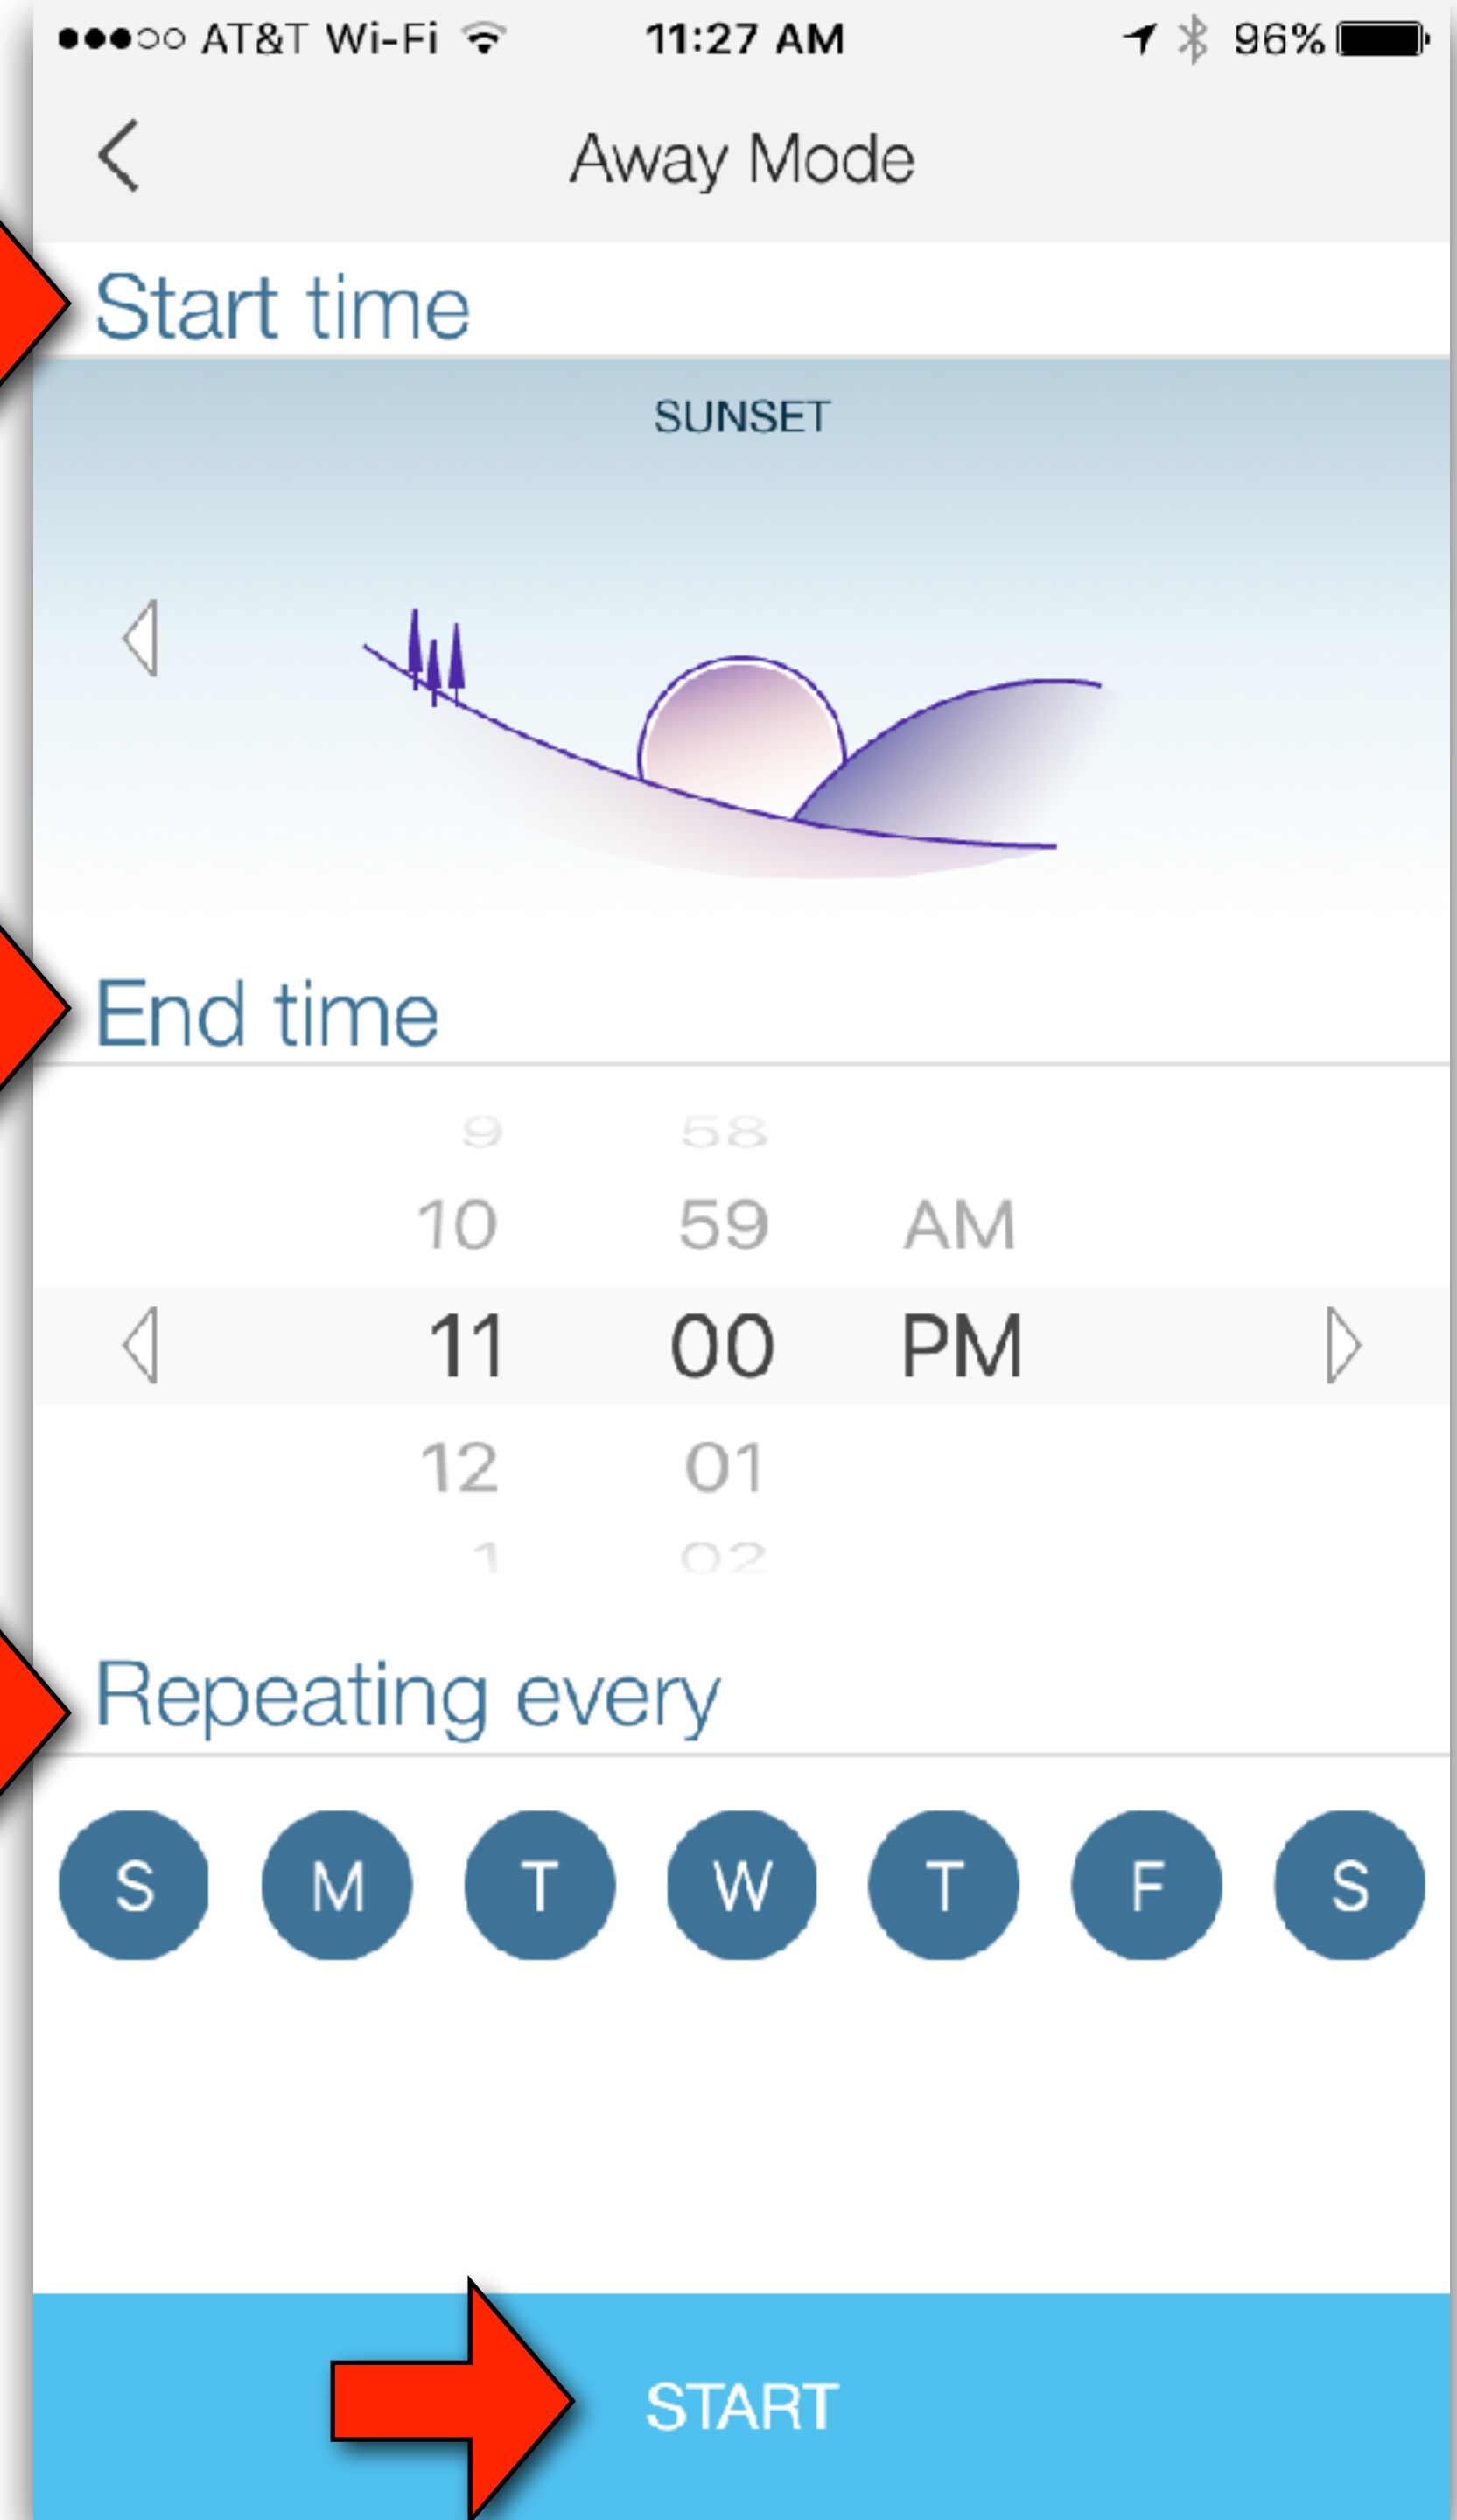 AT&T Wi-Fi 11:27 AM 96%
Away Mode
Start time
SUNSET
End time
9 58
10 59 AM
11 00 PM
12 01
1 02
Repeating every
S M T W T F S
START